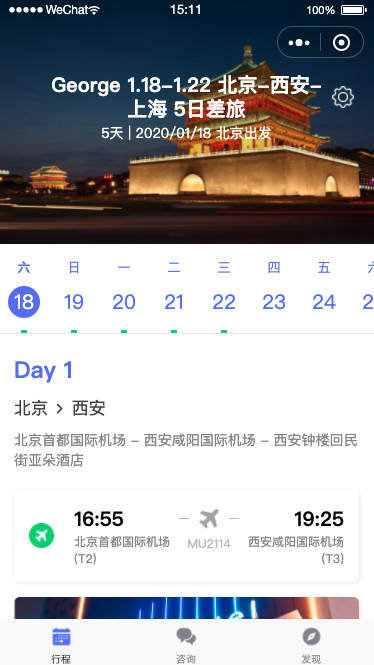 WeChat 15:11 100%
George 1.18-1.22 北京-西安-
上海 5日差旅
5天 | 2020/01/18 北京出发
六 日 一 二 三 四 五 六
18 19 20 21 22 23 24 2
Day 1
北京 > 西安
北京首都国际机场 - 西安咸阳国际机场 - 西安钟楼回民
街亚朵酒店
16:55 19:25
北京首都国际机场 MU2114 西安咸阳国际机场
(T2) (T3)
行程 咨询 发现